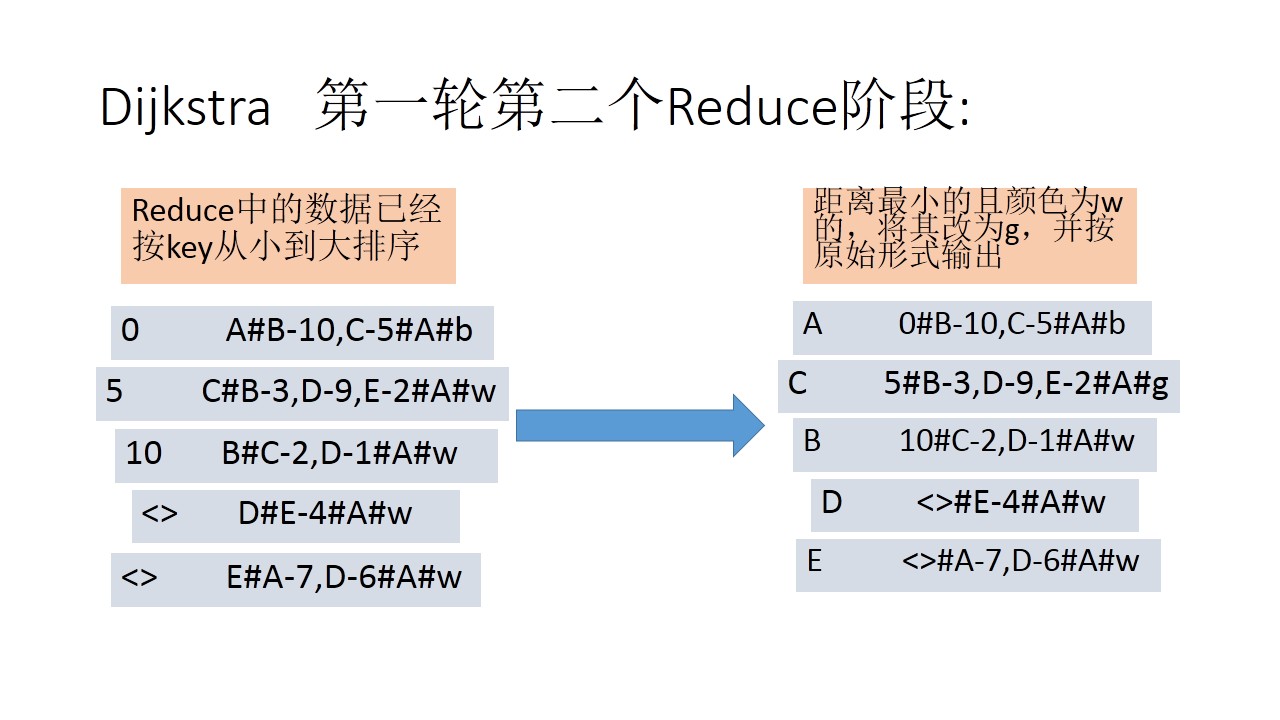 Dijkstra 第一轮第二个Reduce阶段:
Reduce中的数据已经
按key从小到大排序
0 A#B-10,C-5#A#b
5 C#B-3,D-9,E-2#A#w
10 B#C-2,D-1#A#w
<> D#E-4#A#w
<> E#A-7,D-6#A#w
距离最小的且颜色为w
的，将其改为g，并按
原始形式输出
A 0#B-10,C-5#A#b
C 5#B-3,D-9,E-2#A#g
B 10#C-2,D-1#A#w
D <>#E-4#A#w
E <>#A-7,D-6#A#w